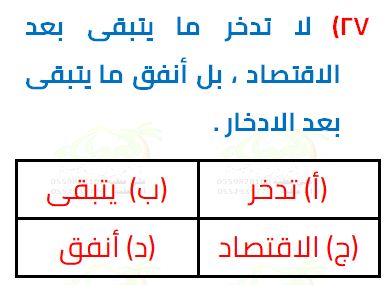 ٢٧) لا تدخر ما يتبقى بعد
الاقتصاد ، بل أنفق ما يتبقى
بعد الادخار .
(أ) تدخر (ب) يتبقى
(ج) الاقتصاد (د) أنفق